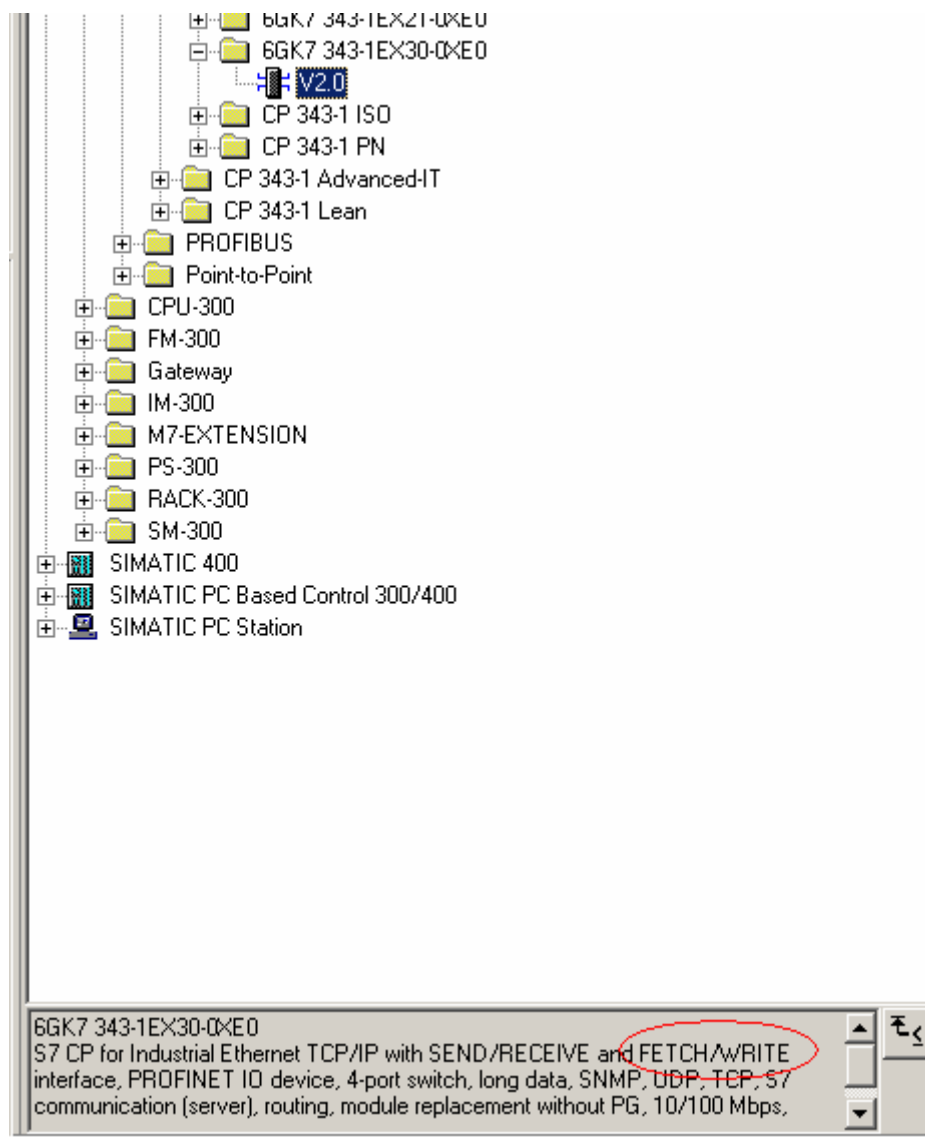 6GK7 343-1EX21-0XE0
6GK7 343-1EX30-0XE0
V2.0
CP 343-1 ISO
CP 343-1 PN
CP 343-1 Advanced-IT
CP 343-1 Lean
PROFIBUS
Point-to-Point
CPU-300
FM-300
Gateway
IM-300
M7-EXTENSION
PS-300
RACK-300
SM-300
SIMATIC 400
SIMATIC PC Based Control 300/400
SIMATIC PC Station
6GK7 343-1EX30-0XE0
S7 CP for Industrial Ethernet TCP/IP with SEND/RECEIVE and FETCH/WRITE
interface, PROFINET IO device, 4-port switch, long data, SNMP, UDP, TCP, S7
communication (server), routing, module replacement without PG, 10/100 Mbps,